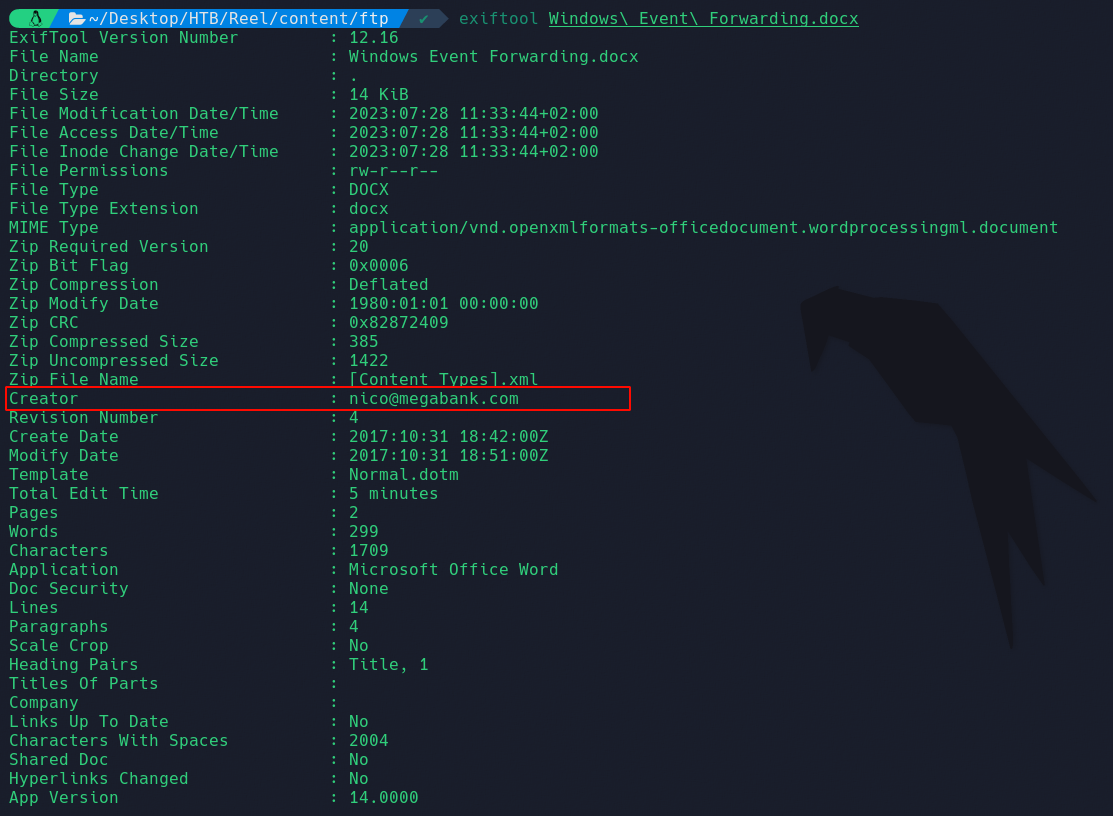 ~/Desktop/HTB/Reel/content/ftp ✔ exiftool Windows\ Event\ Forwarding.docx
ExifTool Version Number : 12.16
File Name : Windows Event Forwarding.docx
Directory : .
File Size : 14 KiB
File Modification Date/Time : 2023:07:28 11:33:44+02:00
File Access Date/Time : 2023:07:28 11:33:44+02:00
File Inode Change Date/Time : 2023:07:28 11:33:44+02:00
File Permissions : rw-r--r--
File Type : DOCX
File Type Extension : docx
MIME Type : application/vnd.openxmlformats-officedocument.wordprocessingml.document
Zip Required Version : 20
Zip Bit Flag : 0x0006
Zip Compression : Deflated
Zip Modify Date : 1980:01:01 00:00:00
Zip CRC : 0x82872409
Zip Compressed Size : 385
Zip Uncompressed Size : 1422
Zip File Name : [Content_Types].xml
Creator : nico@megabank.com
Revision Number : 4
Create Date : 2017:10:31 18:42:00Z
Modify Date : 2017:10:31 18:51:00Z
Template : Normal.dotm
Total Edit Time : 5 minutes
Pages : 2
Words : 299
Characters : 1709
Application : Microsoft Office Word
Doc Security : None
Lines : 14
Paragraphs : 4
Scale Crop : No
Heading Pairs : Title, 1
Titles Of Parts :
Company :
Links Up To Date : No
Characters With Spaces : 2004
Shared Doc : No
Hyperlinks Changed : No
App Version : 14.0000